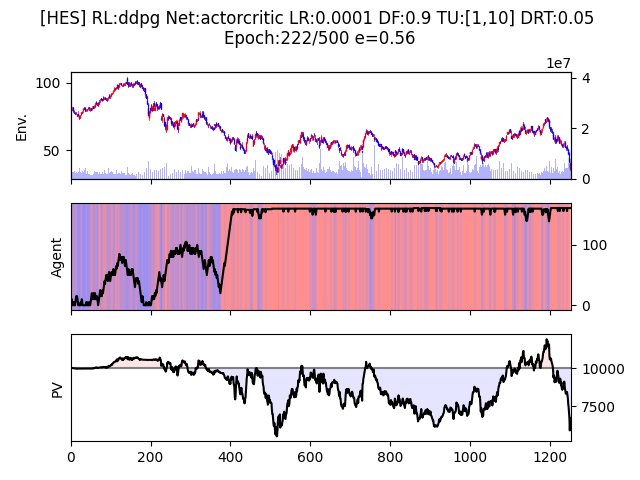 [HES] RL:ddpg Net:actorcritic LR:0.0001 DF:0.9 TU:[1,10] DRT:0.05
Epoch:222/500 e=0.56
1e7
100
50
Env.
4
2
0
Agent
100
0
PV
10000
7500
0 200 400 600 800 1000 1200